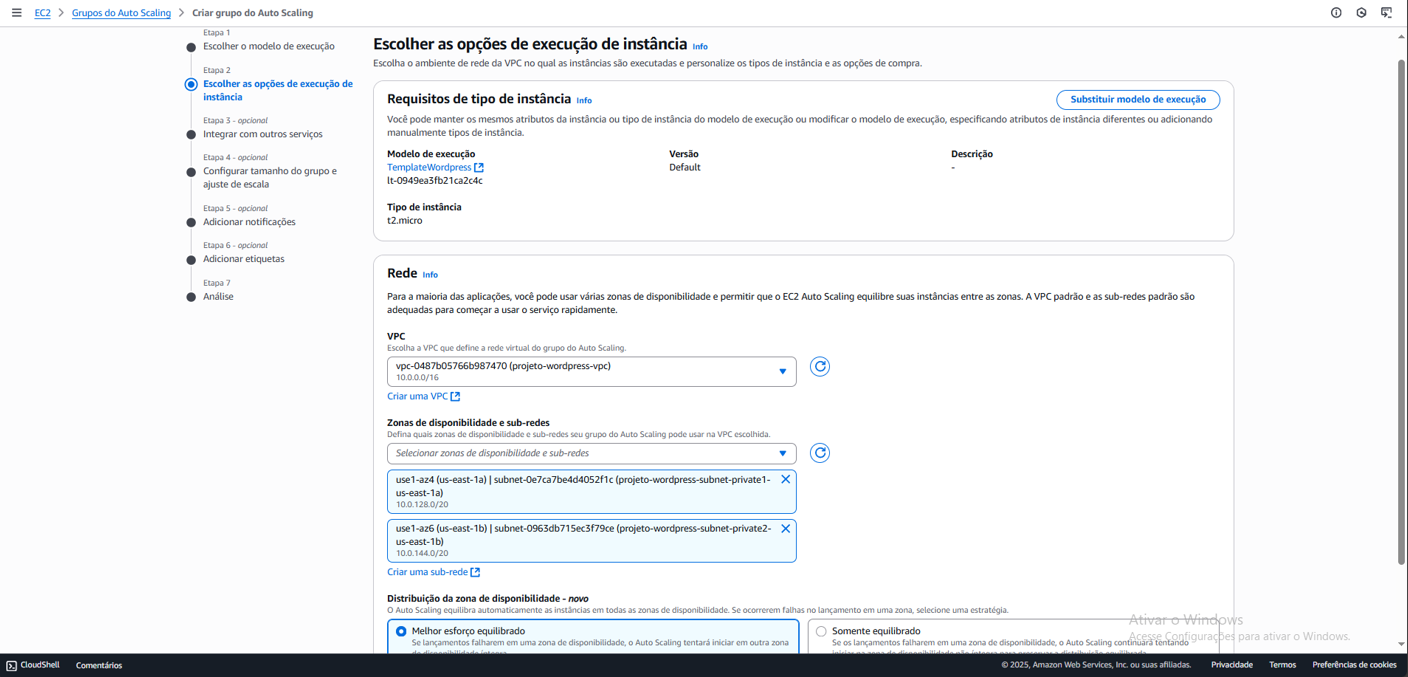 EC2 > Grupos do Auto Scaling > Criar grupo do Auto Scaling
Etapa 1
Escolher o modelo de execução
Etapa 2
Escolher as opções de execução de
instância
Etapa 3 - opcional
Integrar com outros serviços
Etapa 4 - opcional
Configurar tamanho do grupo e
ajuste de escala
Etapa 5 - opcional
Adicionar notificações
Etapa 6 - opcional
Adicionar etiquetas
Etapa 7
Análise
Escolher as opções de execução de instância Info
Escolha o ambiente de rede da VPC no qual as instâncias são executadas e personalize os tipos de instância e as opções de compra.
Requisitos de tipo de instância Info
Substituir modelo de execução
Você pode manter os mesmos atributos da instância ou tipo de instância do modelo de execução ou modificar o modelo de execução, especificando atributos de instância diferentes ou adicionando
manualmente tipos de instância.
Modelo de execução
TemplateWordpress
lt-0949ea3fb21ca2c4c
Versão
Default
Descrição
-
Tipo de instância
t2.micro
Rede Info
Para a maioria das aplicações, você pode usar várias zonas de disponibilidade e permitir que o EC2 Auto Scaling equilibre suas instâncias entre as zonas. A VPC padrão e as sub-redes padrão são
adequadas para começar a usar o serviço rapidamente.
VPC
Escolha a VPC que define a rede virtual do grupo do Auto Scaling.
vpc-0487b05766b987470 (projeto-wordpress-vpc)
10.0.0.0/16
Criar uma VPC
Zonas de disponibilidade e sub-redes
Defina quais zonas de disponibilidade e sub-redes seu grupo do Auto Scaling pode usar na VPC escolhida.
Selecionar zonas de disponibilidade e sub-redes
use1-az4 (us-east-1a) | subnet-0e7ca7be4d4052f1c (projeto-wordpress-subnet-private1-
us-east-1a)
10.0.128.0/20
use1-az6 (us-east-1b) | subnet-0963db715ec3f79ce (projeto-wordpress-subnet-private2-
us-east-1b)
10.0.144.0/20
Criar uma sub-rede
Distribuição da zona de disponibilidade - novo
O Auto Scaling equilibra automaticamente as instâncias em todas as zonas de disponibilidade. Se ocorrerem falhas no lançamento em uma zona, selecione uma estratégia.
Melhor esforço equilibrado
Se lançamentos falharem em uma zona de disponibilidade, o Auto Scaling tentará iniciar em outra zona
de disponibilidade íntegra.
Somente equilibrado
Se os lançamentos falharem em uma zona de disponibilidade, o Auto Scaling continuará tentando
iniciar na zona de disponibilidade não íntegra para preservar a distribuição equilibrada.
Ativar o Windows
Acesse Configurações para ativar o Windows.
CloudShell
Comentários
© 2025, Amazon Web Services, Inc. ou suas afiliadas.
Privacidade
Termos
Preferências de cookies